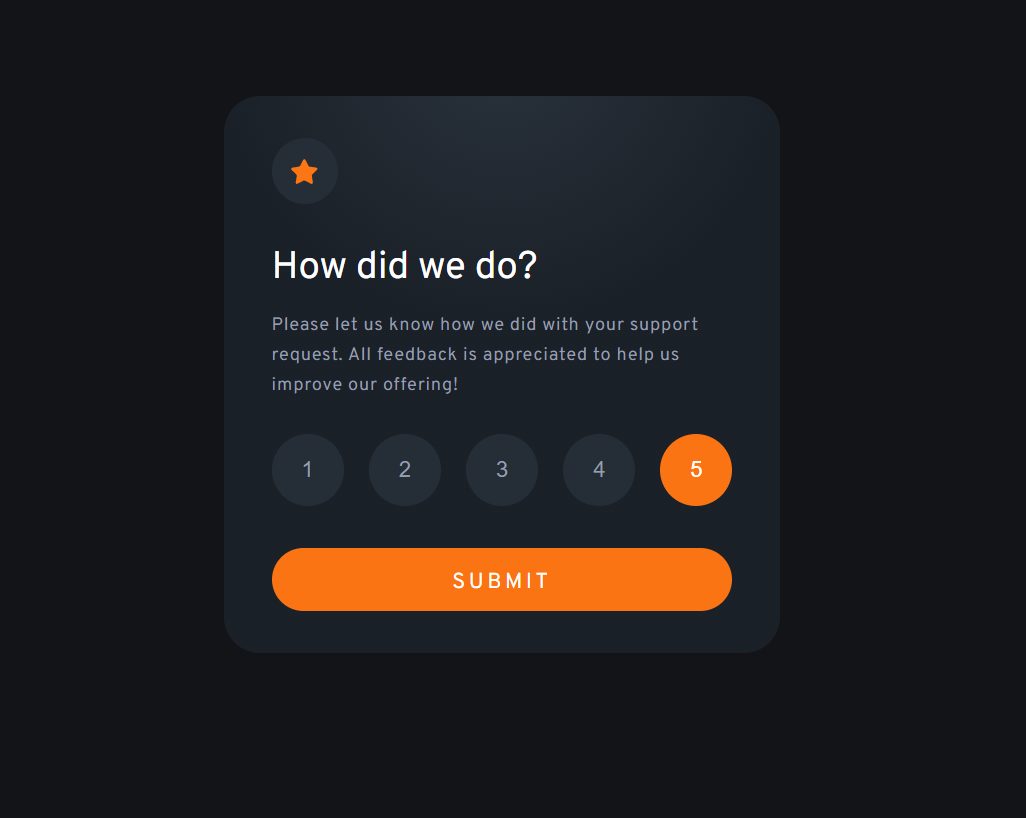 How did we do?
Please let us know how we did with your support
request. All feedback is appreciated to help us
improve our offering!
1 2 3 4 5
SUBMIT